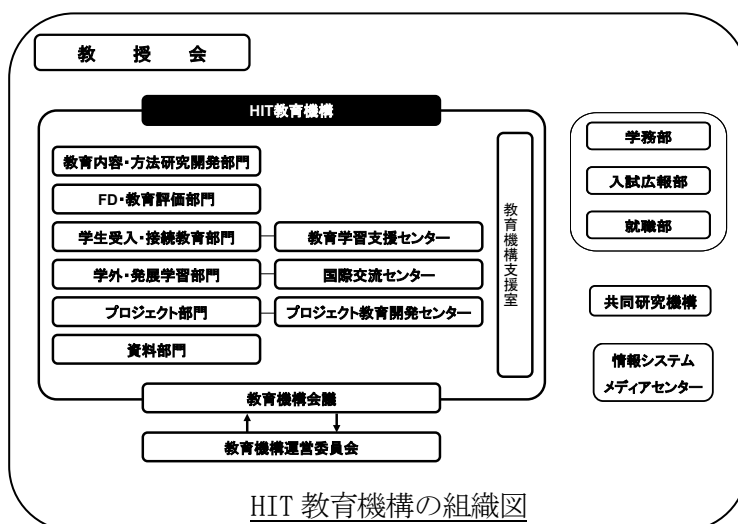 教 授 会
HIT教育機構
教育内容・方法研究開発部門
FD・教育評価部門
学生受入・接続教育部門
教育学習支援センター
学外・発展学習部門
国際交流センター
プロジェクト部門
プロジェクト教育開発センター
資料部門
教育機構支援室
教育機構会議
教育機構運営委員会
学務部
入試広報部
就職部
共同研究機構
情報システム
メディアセンター
HIT 教育機構の組織図